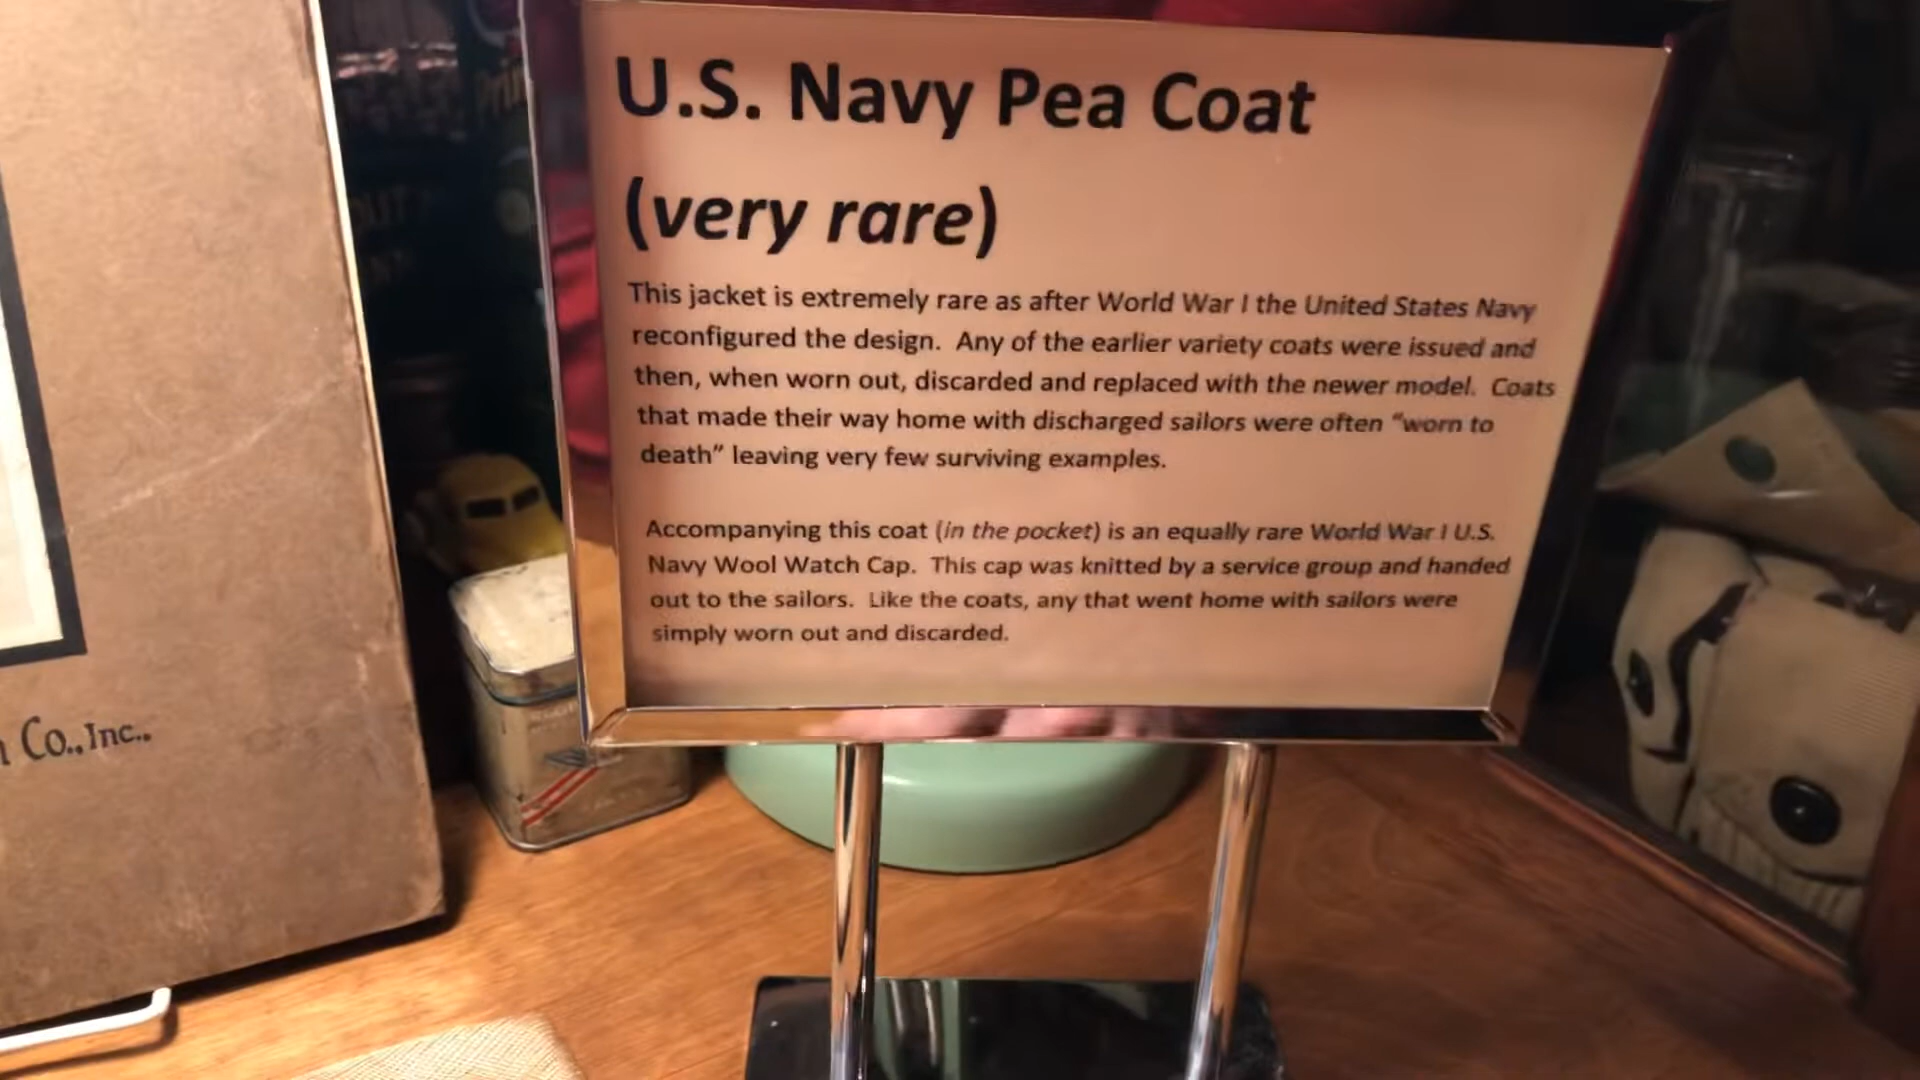 U.S. Navy Pea Coat
(very rare)
This jacket is extremely rare as after World War I the United States Navy
reconfigured the design. Any of the earlier variety coats were issued and
then, when worn out, discarded and replaced with the newer model. Coats
that made their way home with discharged sailors were often “worn to
death” leaving very few surviving examples.
Accompanying this coat (in the pocket) is an equally rare World War I U.S.
Navy Wool Watch Cap. This cap was knitted by a service group and handed
out to the sailors. Like the coats, any that went home with sailors were
simply worn out and discarded.
Co., Inc..